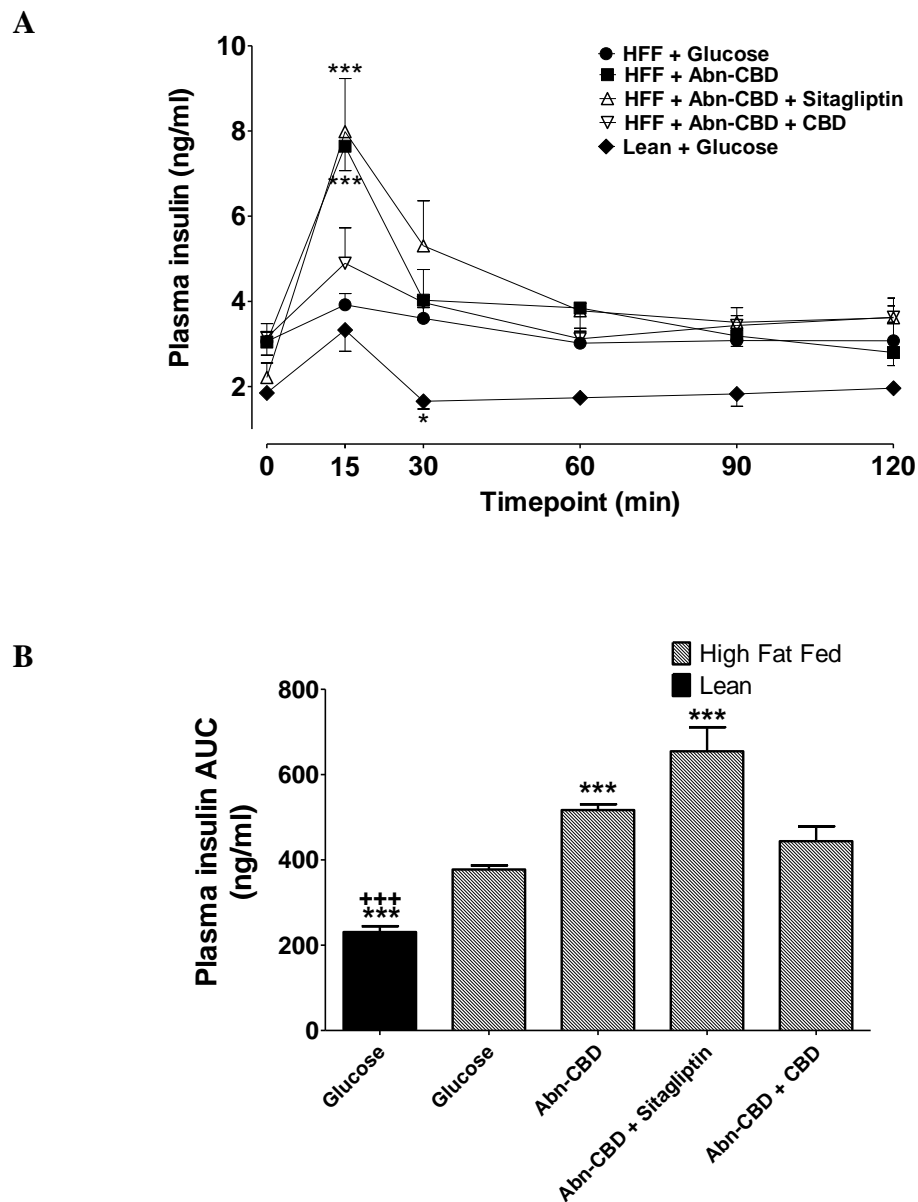 A
10
8
6
4
2
Plasma insulin (ng/ml)
HFF + Glucose
HFF + Abn-CBD
HFF + Abn-CBD + Sitagliptin
HFF + Abn-CBD + CBD
Lean + Glucose
***
***
*
0 15 30 60 90 120
Timepoint (min)
B
High Fat Fed
Lean
800
600
400
200
0
Plasma insulin AUC
(ng/ml)
+++
***
***
***
Glucose
Glucose
Abn-CBD
Abn-CBD + Sitagliptin
Abn-CBD + CBD